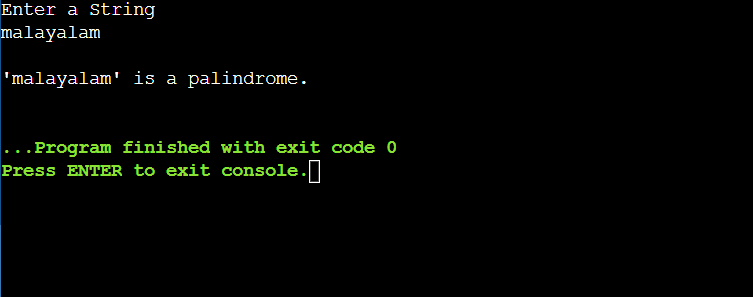 Enter a String
malayalam
'malayalam' is a palindrome.
...Program finished with exit code 0
Press ENTER to exit console.